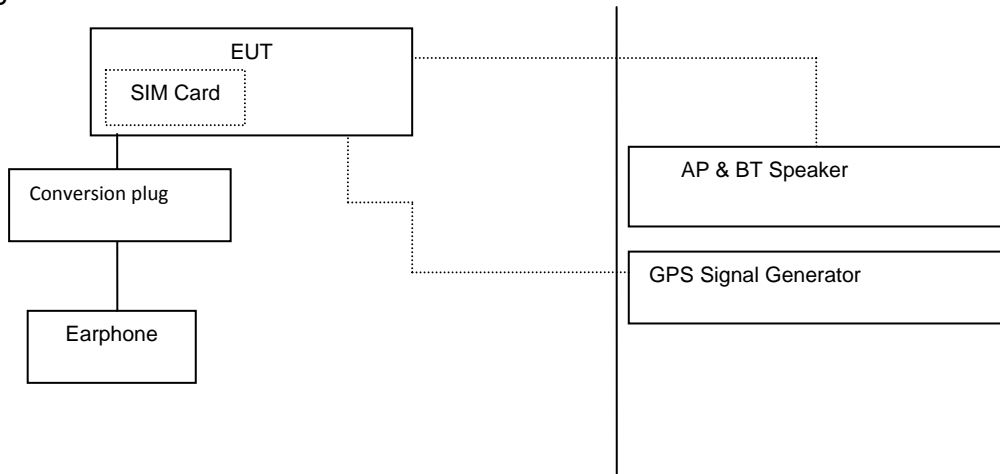 EUT
SIM Card
Conversion plug
Earphone
AP & BT Speaker
GPS Signal Generator